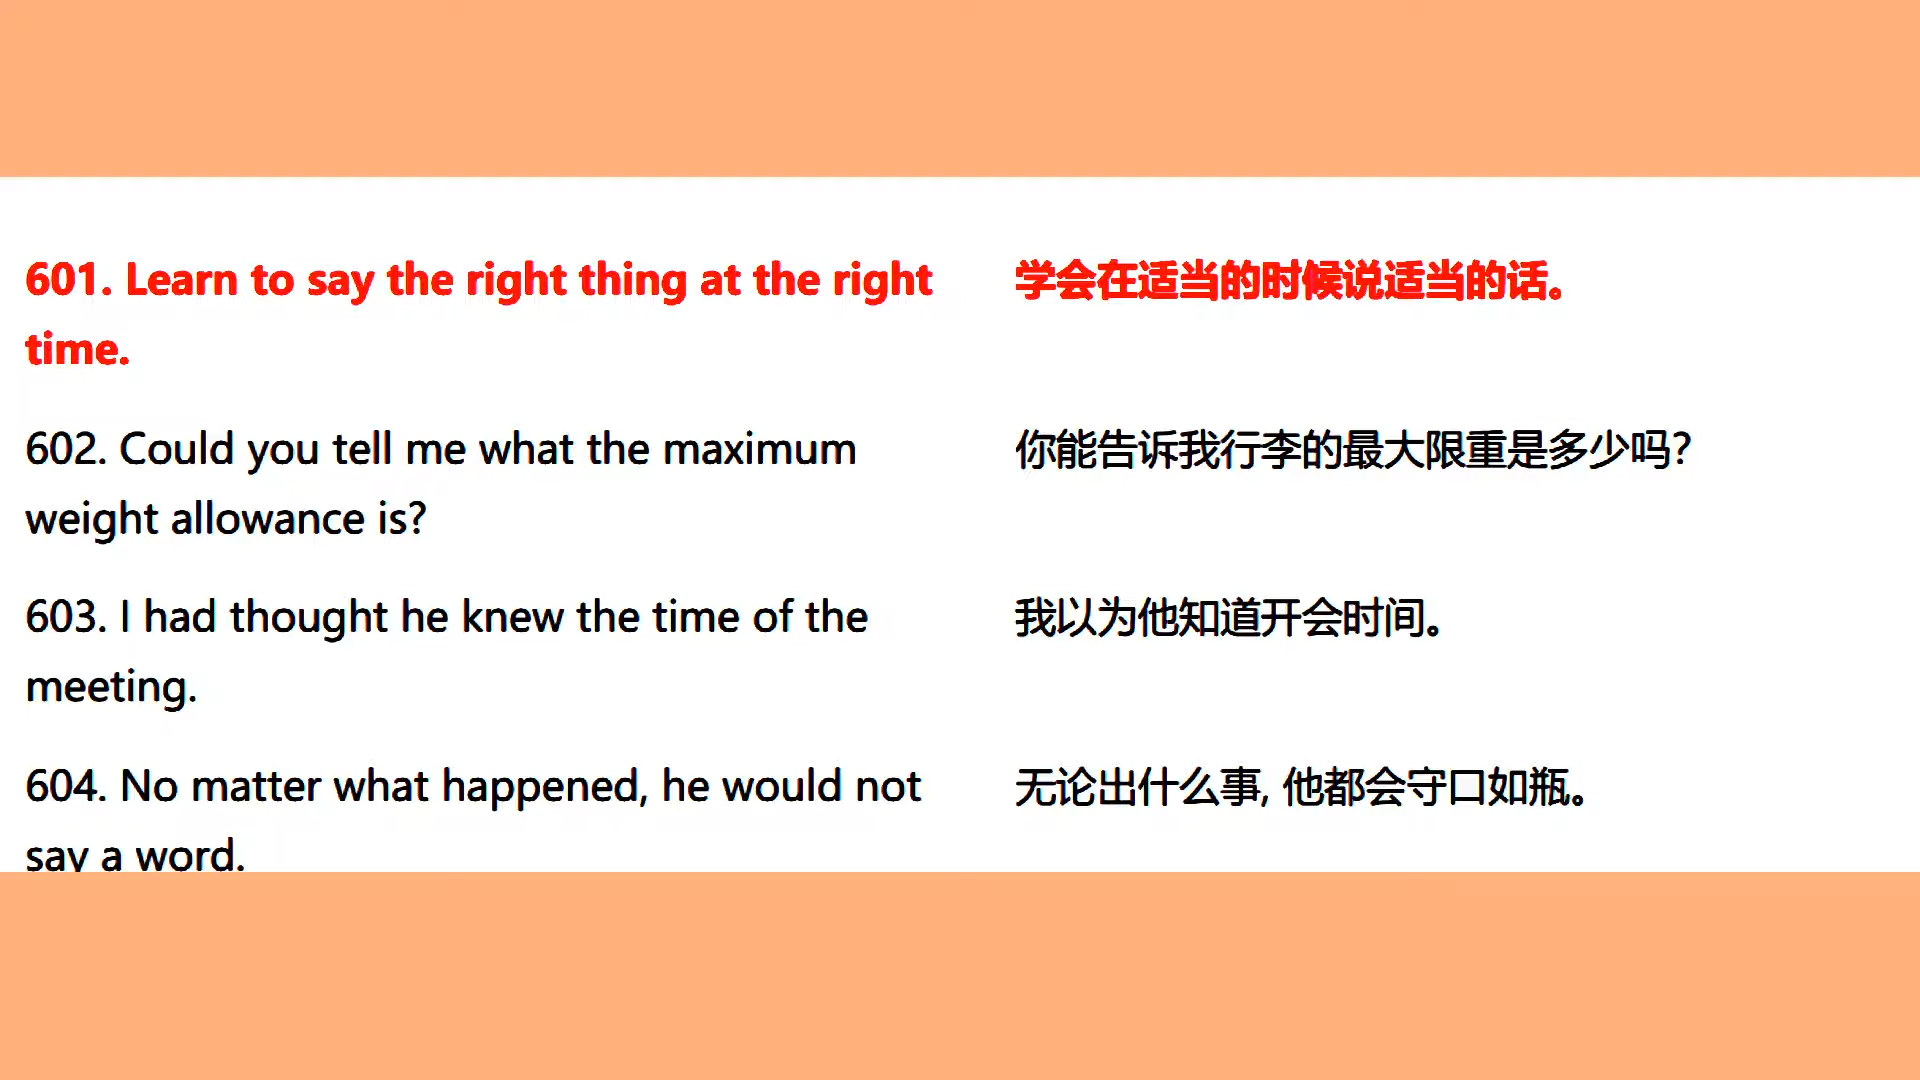 601. Learn to say the right thing at the right
time.
学会在适当的时候说适当的话。
602. Could you tell me what the maximum
weight allowance is?
你能告诉我行李的最大限重是多少吗?
603. I had thought he knew the time of the
meeting.
我以为他知道开会时间。
604. No matter what happened, he would not
say a word.
无论出什么事, 他都会守口如瓶。